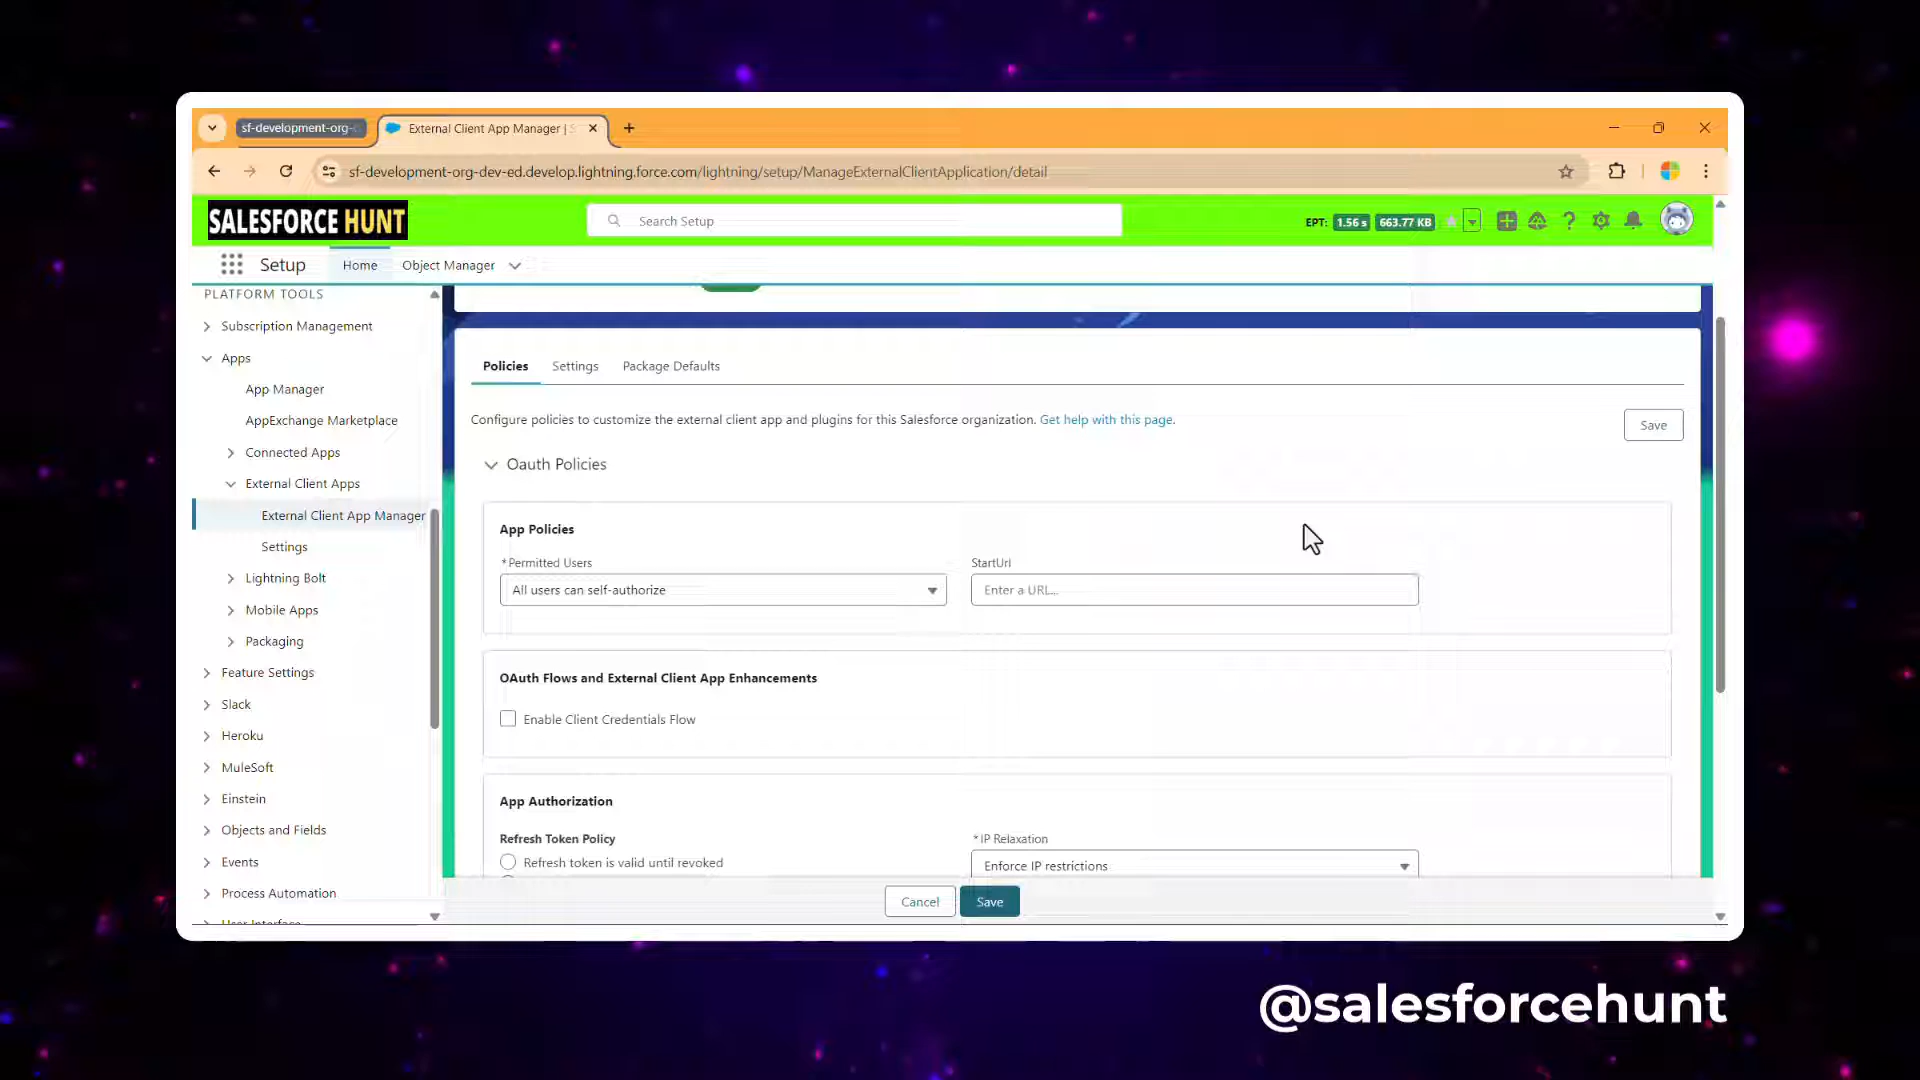 sf-development-org-
External Client App Manager | S
sf-development-org-dev-ed.develop.lightning.force.com/lightning/setup/ManageExternalClientApplication/detail
SALESFORCE HUNT
Search Setup
EPT: 1.56 s 663.77 KB
Setup
Home
Object Manager
PLATFORM TOOLS
Subscription Management
Apps
App Manager
AppExchange Marketplace
Connected Apps
External Client Apps
External Client App Manager
Settings
Lightning Bolt
Mobile Apps
Packaging
Feature Settings
Slack
Heroku
MuleSoft
Einstein
Objects and Fields
Events
Process Automation
User Interface
Policies
Settings
Package Defaults
Configure policies to customize the external client app and plugins for this Salesforce organization. Get help with this page.
Save
Oauth Policies
App Policies
*Permitted Users
All users can self-authorize
StartUrl
Enter a URL...
OAuth Flows and External Client App Enhancements
Enable Client Credentials Flow
App Authorization
Refresh Token Policy
Refresh token is valid until revoked
*IP Relaxation
Enforce IP restrictions
Cancel
Save
@salesforcehunt